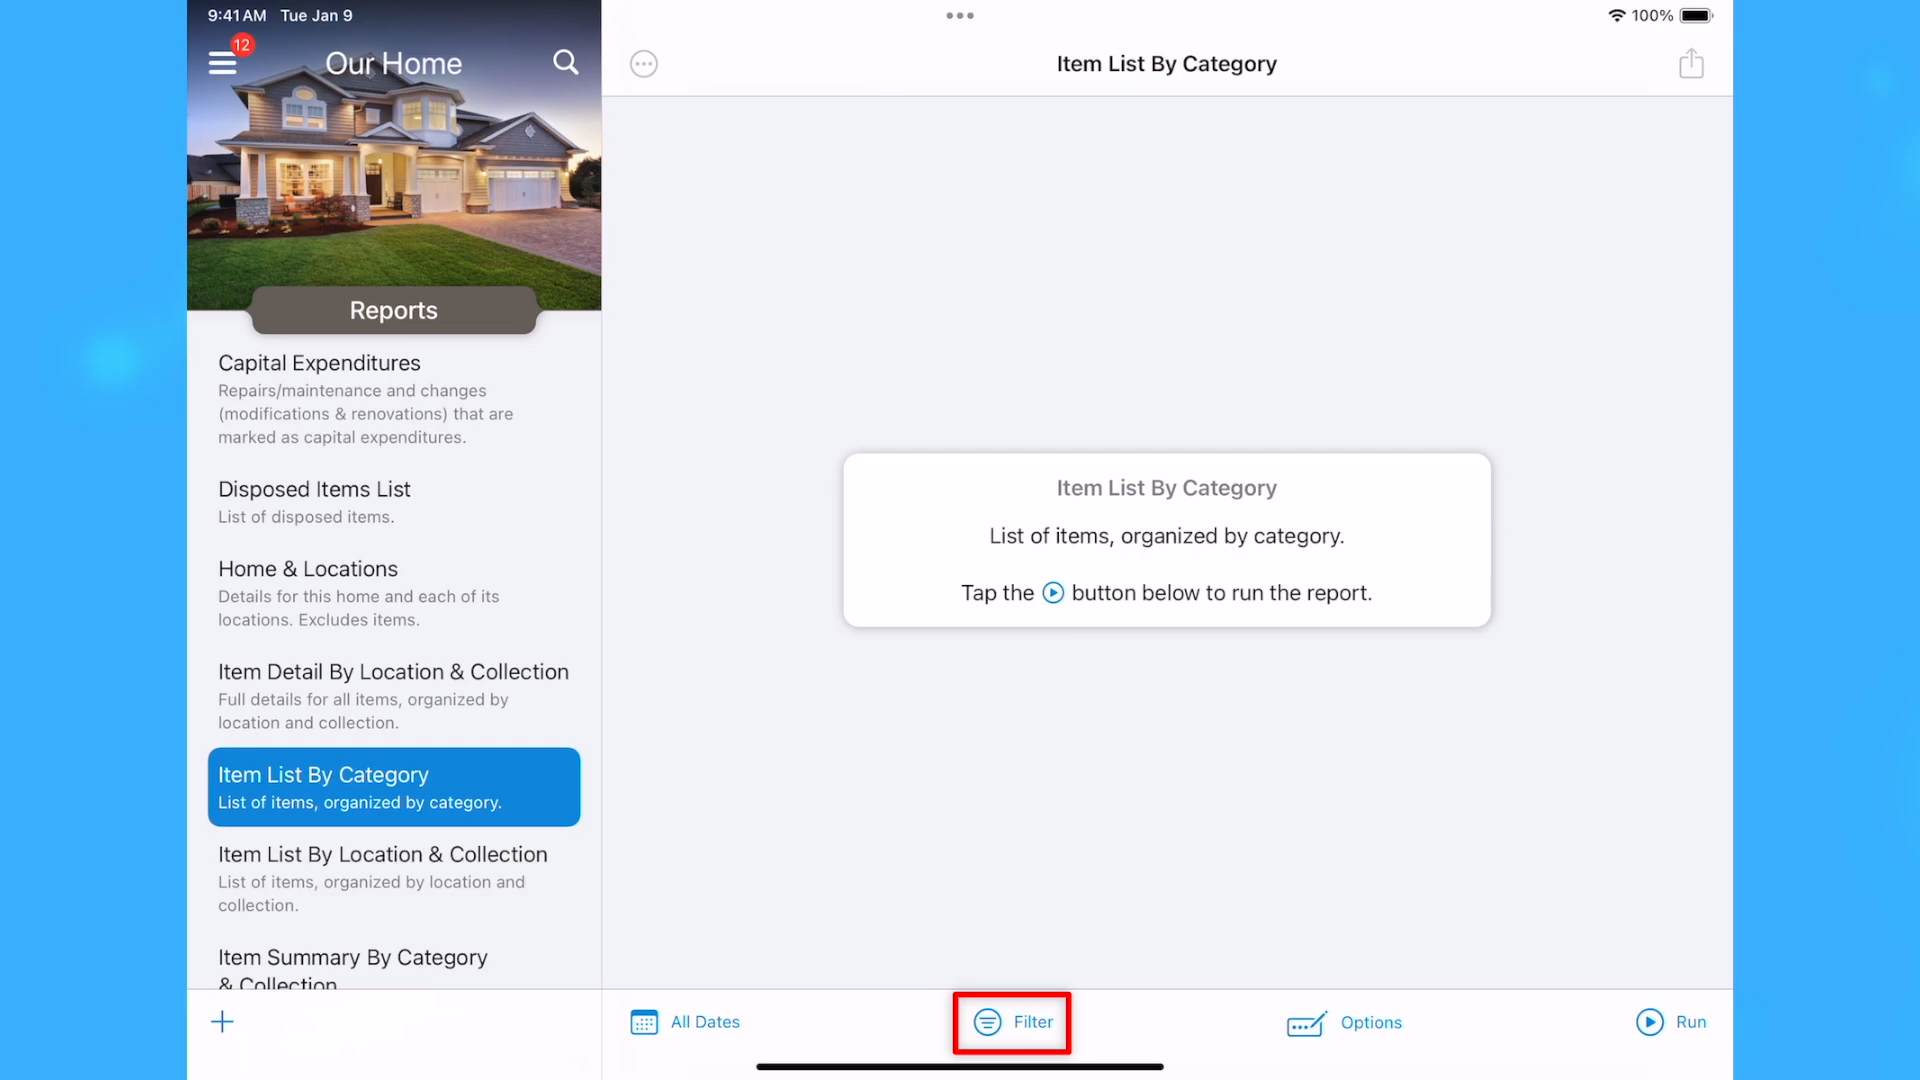 9:41 AM Tue Jan 9
100%
12
Our Home
Item List By Category
Reports
Capital Expenditures
Repairs/maintenance and changes
(modifications & renovations) that are
marked as capital expenditures.
Disposed Items List
List of disposed items.
Home & Locations
Details for this home and each of its
locations. Excludes items.
Item Detail By Location & Collection
Full details for all items, organized by
location and collection.
Item List By Category
List of items, organized by category.
Item List By Location & Collection
List of items, organized by location and
collection.
Item Summary By Category
& Collection
Item List By Category
List of items, organized by category.
Tap the button below to run the report.
All Dates
Filter
Options
Run